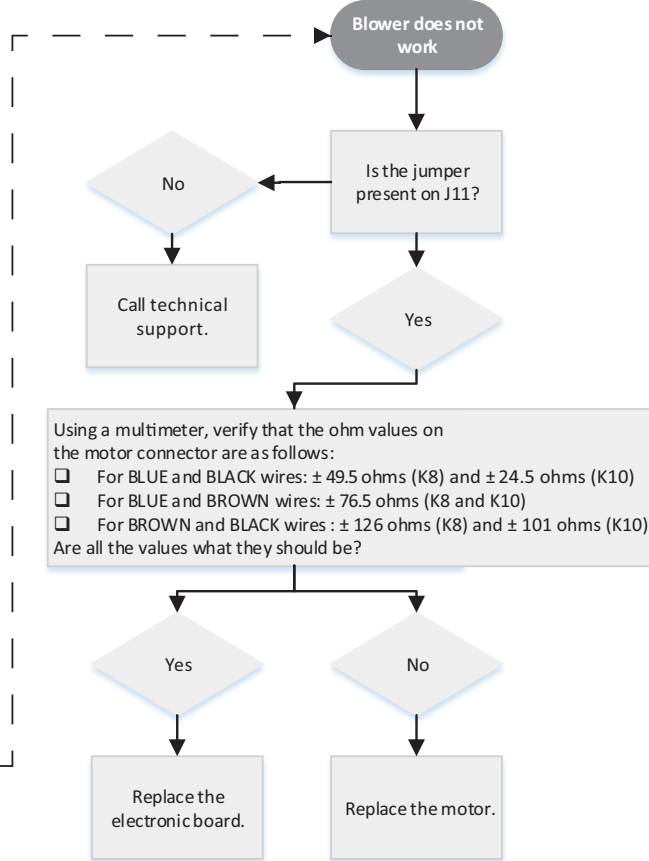 Blower does not
work
Is the jumper
present on J11?
No
Call technical
support.
Yes
Using a multimeter, verify that the ohm values on
the motor connector are as follows:
❑ For BLUE and BLACK wires: ± 49.5 ohms (K8) and ± 24.5 ohms (K10)
❑ For BLUE and BROWN wires: ± 76.5 ohms (K8 and K10)
❑ For BROWN and BLACK wires : ± 126 ohms (K8) and ± 101 ohms (K10)
Are all the values what they should be?
Yes
No
Replace the
electronic board.
Replace the motor.